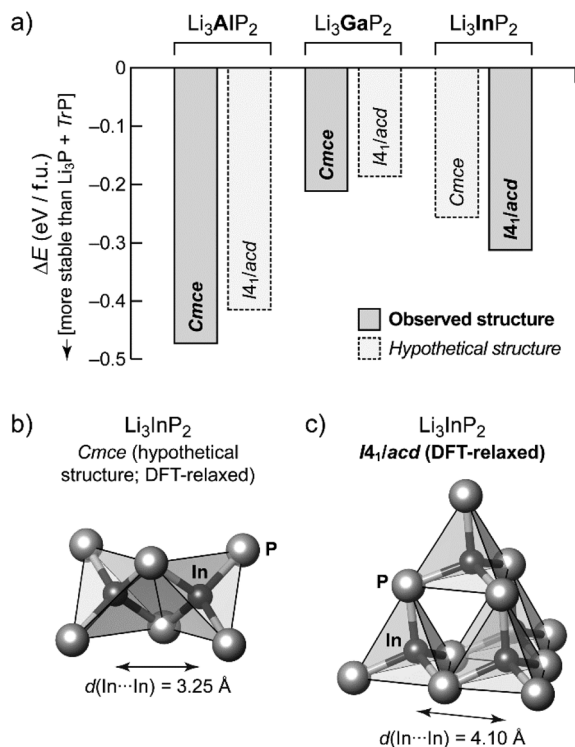 a)
Li₃AlP₂ Li₃GaP₂ Li₃InP₂
0
–0.1
–0.2
–0.3
–0.4
–0.5
ΔE (eV / f.u.)
← [more stable than Li₃P + TrP]
Cmce
I4₁/acd
Cmce
I4₁/acd
Cmce
I4₁/acd
Observed structure
Hypothetical structure
b)
Li₃InP₂
Cmce (hypothetical
structure; DFT-relaxed)
P
In
d(In···In) = 3.25 Å
c)
Li₃InP₂
I4₁/acd (DFT-relaxed)
P
In
d(In···In) = 4.10 Å